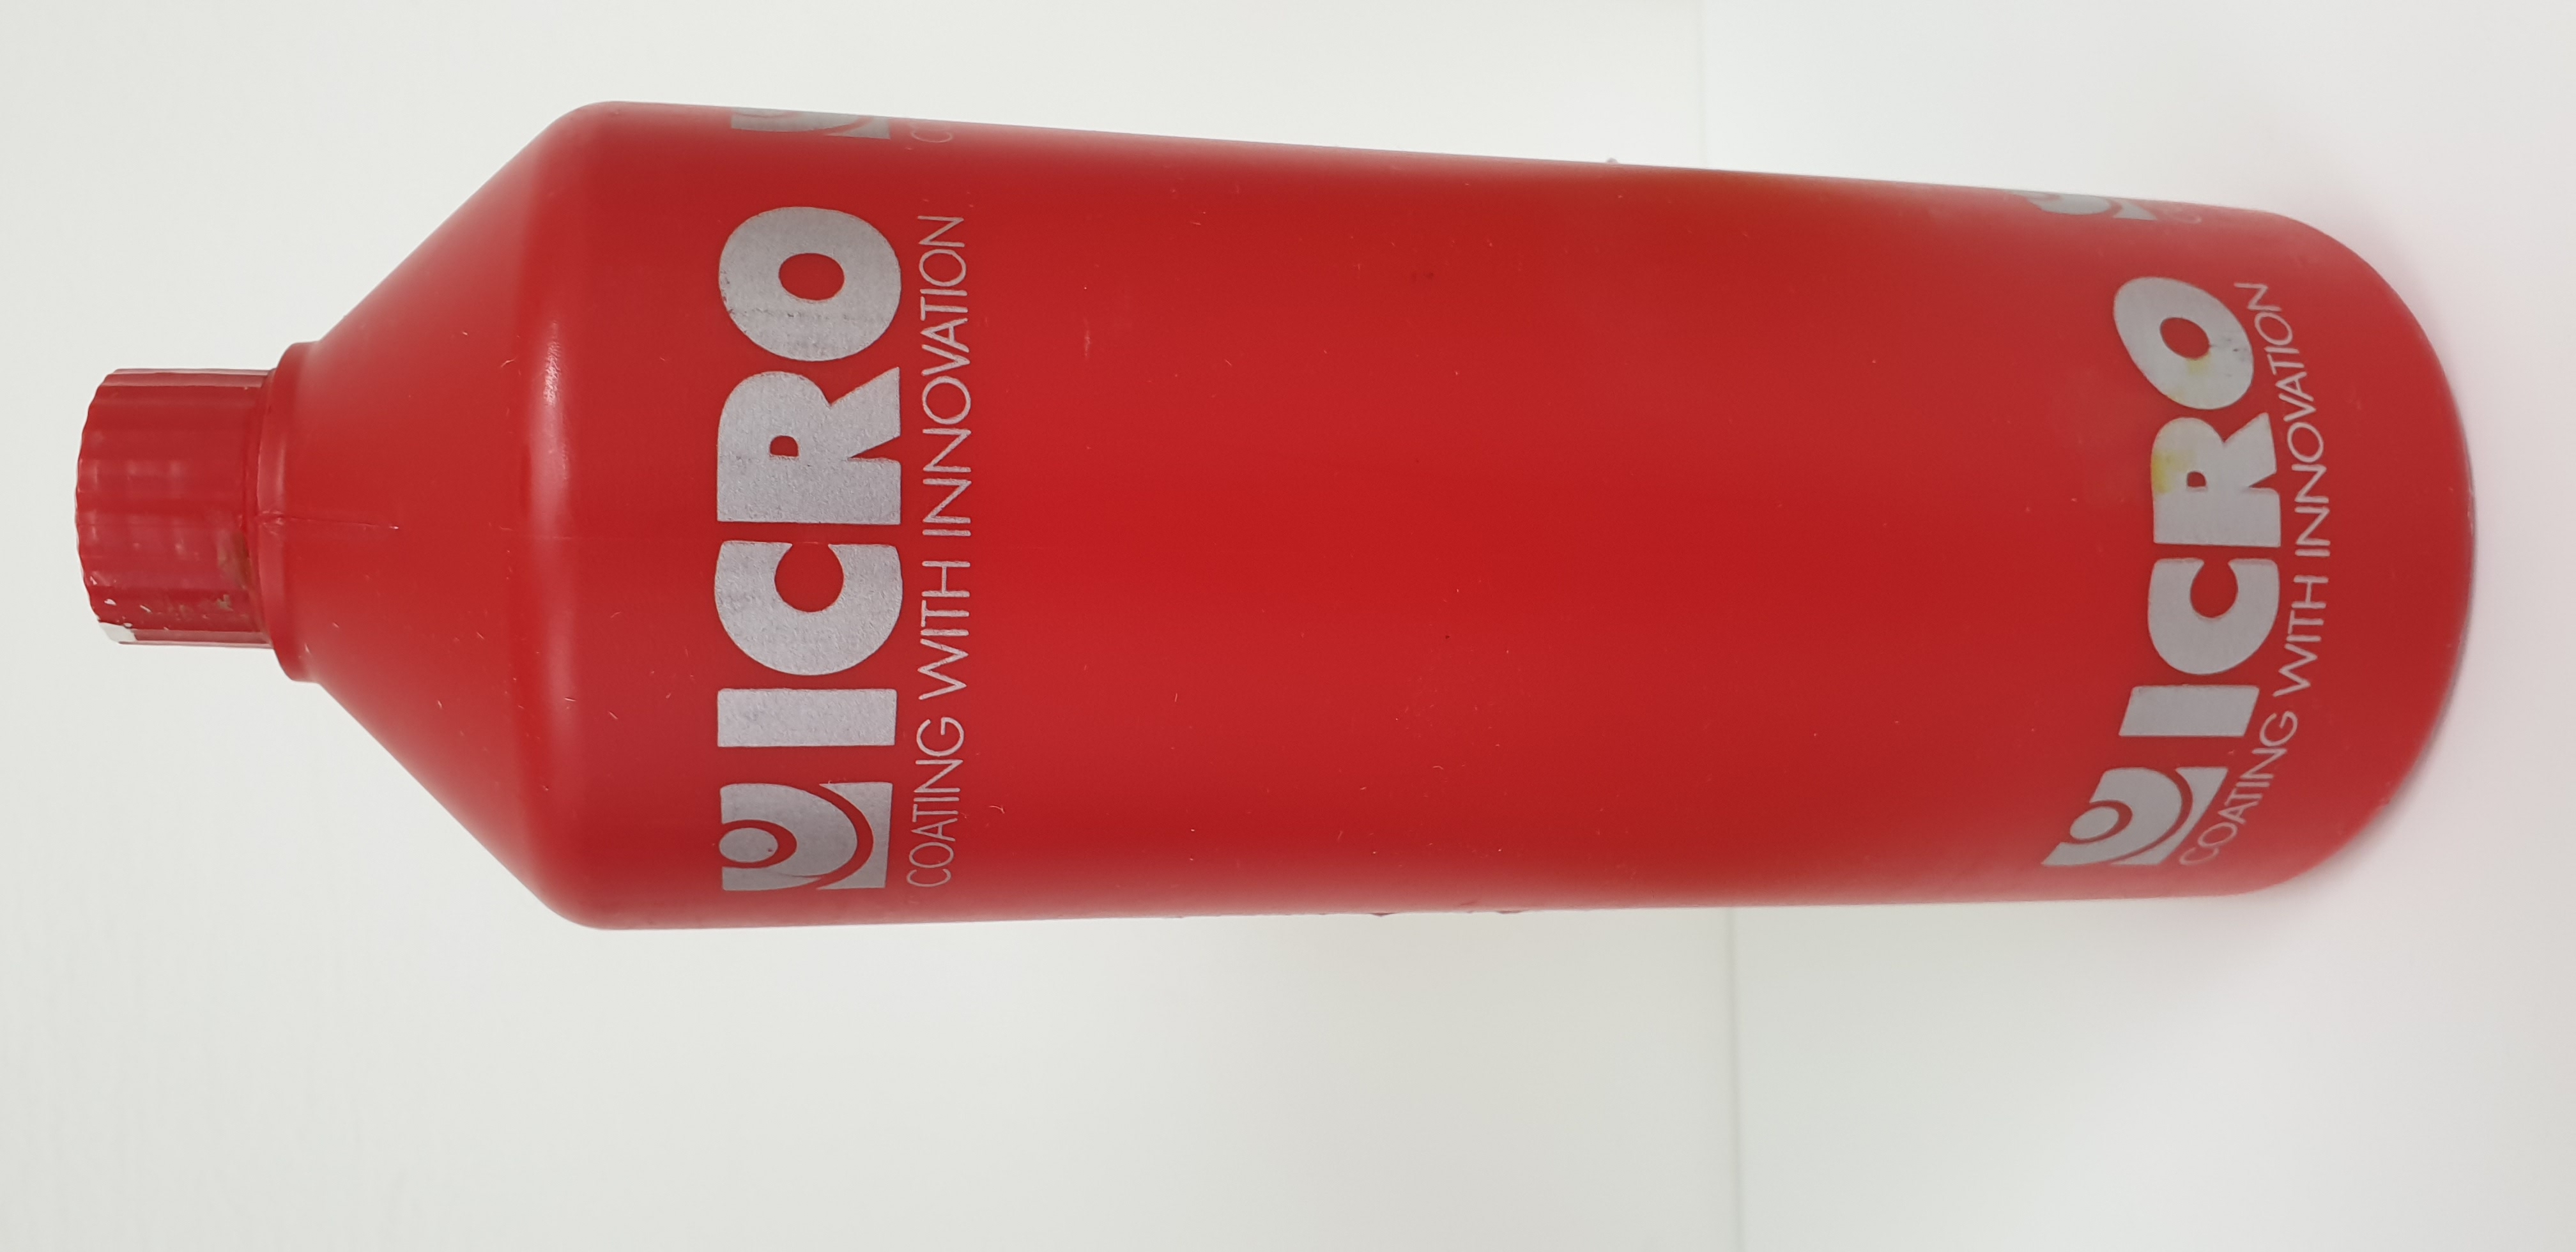 ICRO
COATING WITH INNOVATION
ICRO
COATING WITH INNOVATION